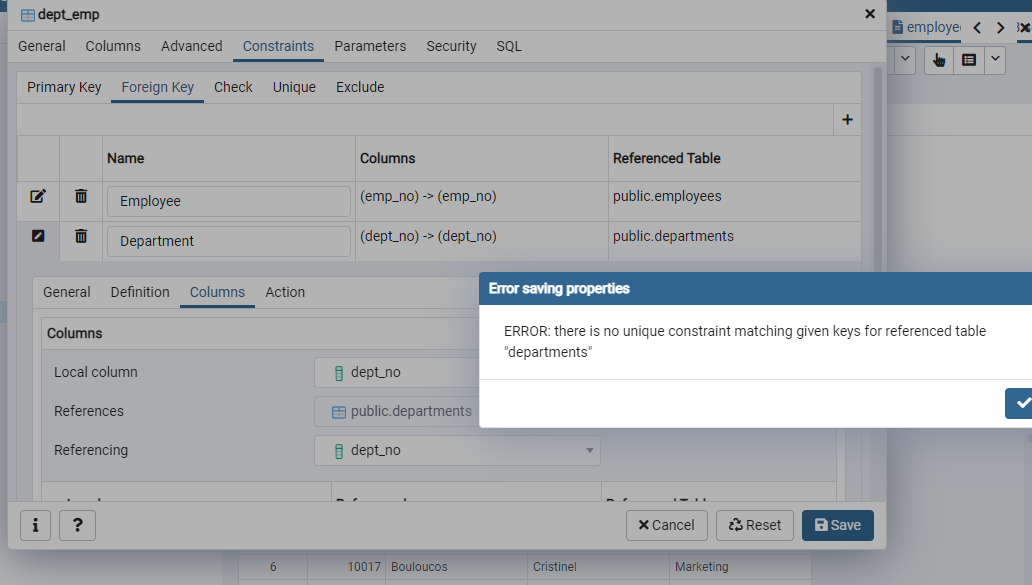 dept_emp
employe
General Columns Advanced Constraints Parameters Security SQL
Primary Key Foreign Key Check Unique Exclude
Name Columns Referenced Table
Employee (emp_no) -> (emp_no) public.employees
Department (dept_no) -> (dept_no) public.departments
General Definition Columns Action
Columns
Local column dept_no
References public.departments
Referencing dept_no
Error saving properties
ERROR: there is no unique constraint matching given keys for referenced table
"departments"
Cancel Reset Save
6 10017 Bouloucos Cristinel Marketing